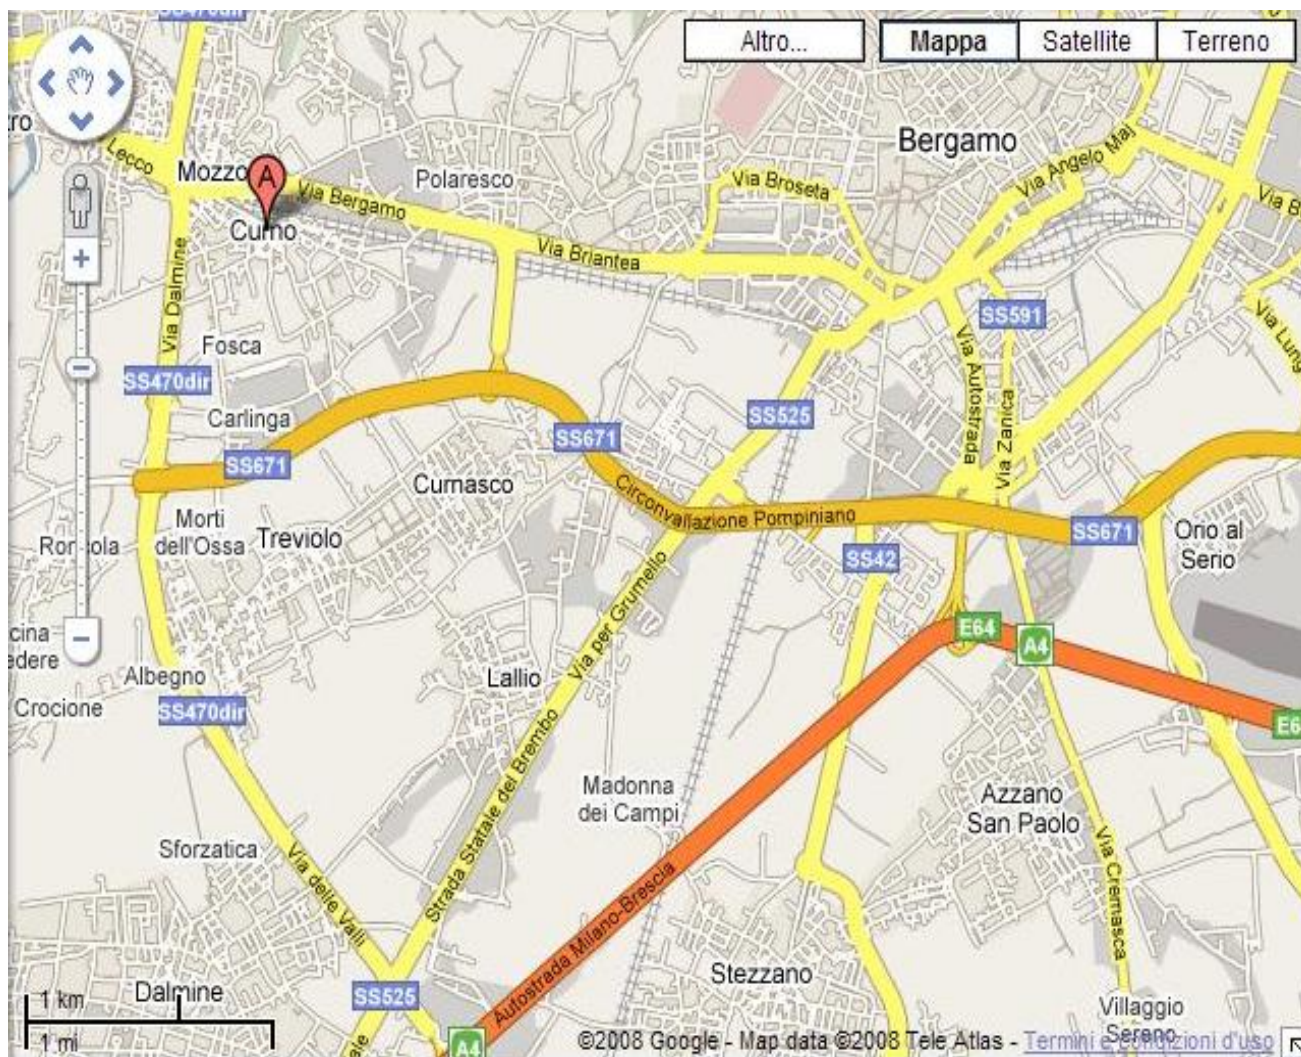 SS470dir
Altro...
Mappa
Satellite
Terreno
Bergamo
Lecco
Mozzo
A
Polaresco
Via Bergamo
Via Broseta
Via Angelo Maj
Curno
Via Briantea
Via Dalmine
SS591
Via Lung
Fosca
SS470dir
Carlinga
Via Autostrada
Via Zanica
SS525
SS671
SS671
Curnasco
Circonvallazione Pompiniano
SS671
Morti
dell'Ossa
Treviolo
Orio al
Serio
SS42
Via per Grumello
cina
edere
E64
A4
Albegno
Lallio
Crocione
SS470dir
E6
Strada Statale del Brembo
Madonna
dei Campi
Azzano
San Paolo
Sforzatica
Via delle Valli
Via Cremasca
Autostrada Milano-Brescia
Stezzano
Dalmine
SS525
Villaggio
Sereno
1 km
1 mi
A4
©2008 Google - Map data ©2008 Tele Atlas - Termini e condizioni d'uso